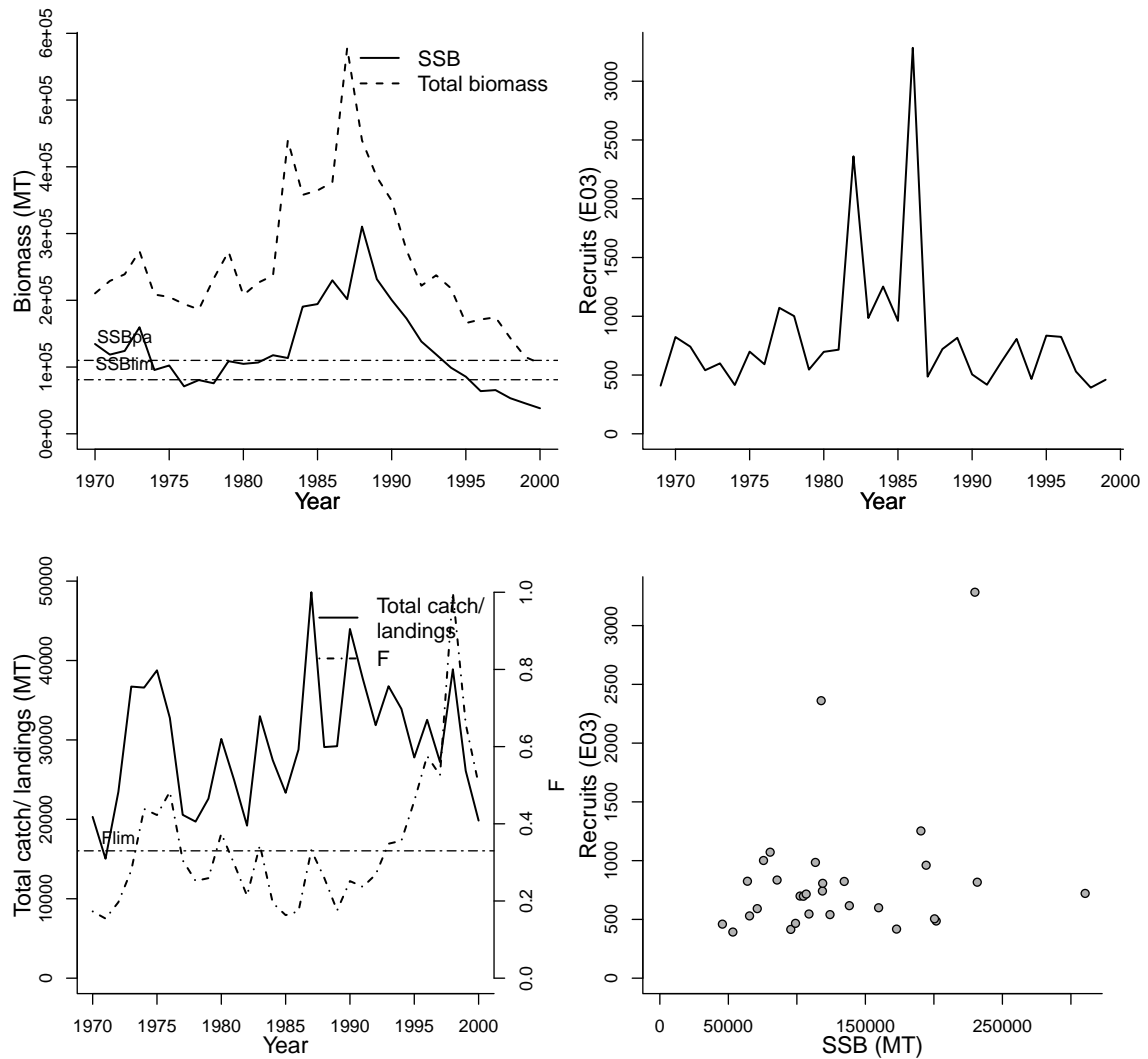 SSB
Total biomass
Biomass (MT)
0e+00
1e+05
2e+05
3e+05
4e+05
5e+05
6e+05
SSBpa
SSBlim
1970
1975
1980
1985
1990
1995
2000
Year
Recruits (E03)
0
500
1000
1500
2000
2500
3000
1970
1975
1980
1985
1990
1995
2000
Year
Total catch/
landings
F
Total catch/ landings (MT)
0
10000
20000
30000
40000
50000
Flim
0.0
0.2
0.4
0.6
0.8
1.0
F
1970
1975
1980
1985
1990
1995
2000
Year
Recruits (E03)
0
500
1000
1500
2000
2500
3000
0
50000
150000
250000
SSB (MT)